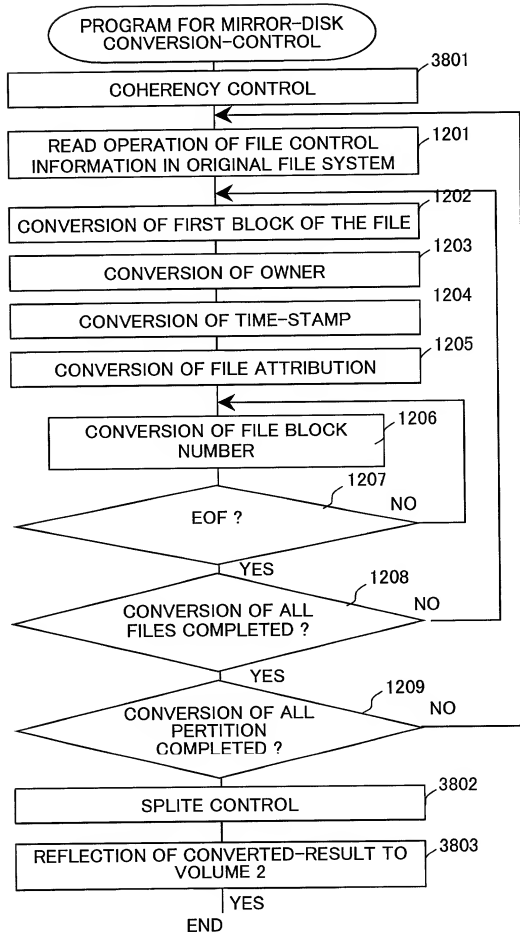 PROGRAM FOR MIRROR-DISK
CONVERSION-CONTROL
3801
COHERENCY CONTROL
1201
READ OPERATION OF FILE CONTROL
INFORMATION IN ORIGINAL FILE SYSTEM
1202
CONVERSION OF FIRST BLOCK OF THE FILE
1203
CONVERSION OF OWNER
1204
CONVERSION OF TIME-STAMP
1205
CONVERSION OF FILE ATTRIBUTION
1206
CONVERSION OF FILE BLOCK
NUMBER
1207
EOF ?
NO
YES
1208
CONVERSION OF ALL
FILES COMPLETED ?
NO
YES
1209
CONVERSION OF ALL
PERTITION
COMPLETED ?
NO
3802
SPLITE CONTROL
3803
REFLECTION OF CONVERTED-RESULT TO
VOLUME 2
YES
END